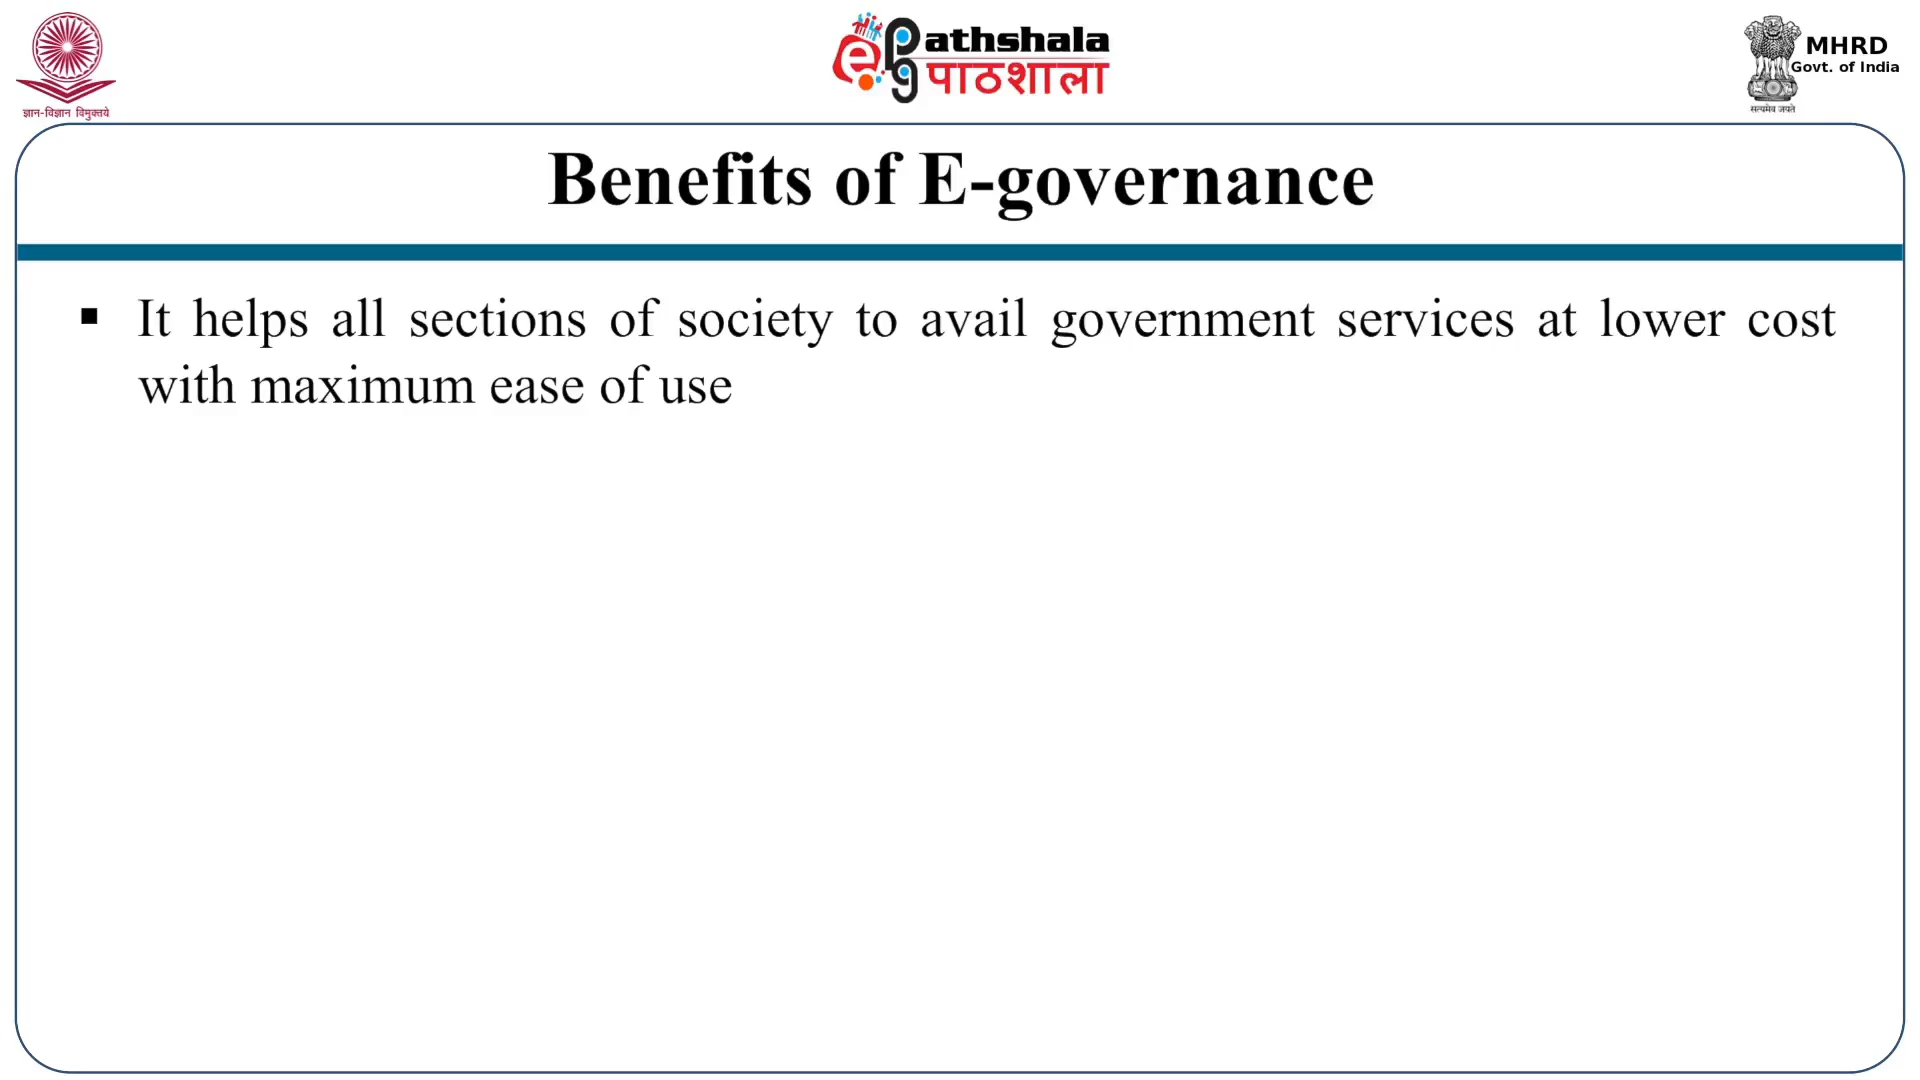 ज्ञान-विज्ञान विमुक्तये
ePathshala
पाठशाला
MHRD
Govt. of India
सत्यमेव जयते
Benefits of E-governance
▪ It helps all sections of society to avail government services at lower cost
with maximum ease of use